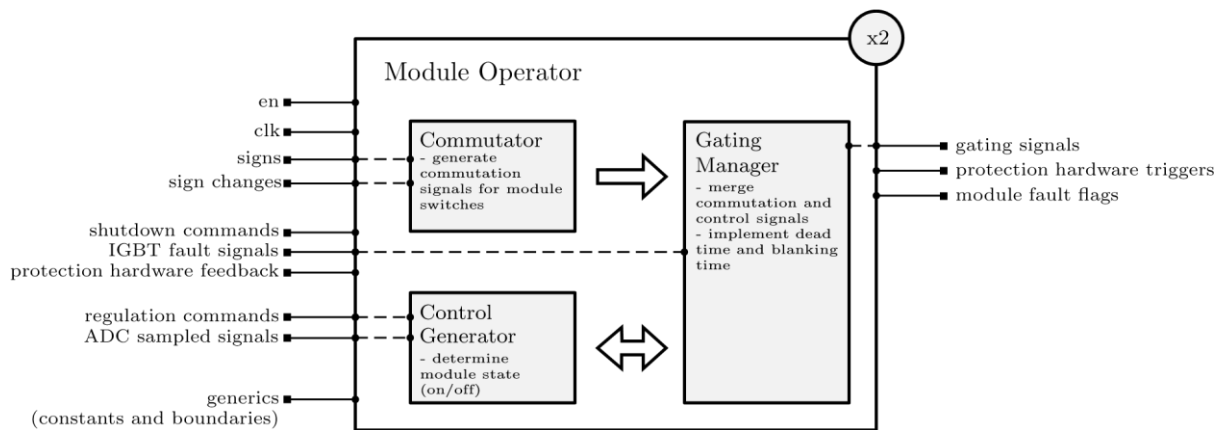 x2
Module Operator
en
clk
signs
sign changes
shutdown commands
IGBT fault signals
protection hardware feedback
regulation commands
ADC sampled signals
generics
(constants and boundaries)
Commutator
- generate
commutation
signals for module
switches
Control
Generator
- determine
module state
(on/off)
Gating
Manager
- merge
commutation and
control signals
- implement dead
time and blanking
time
gating signals
protection hardware triggers
module fault flags